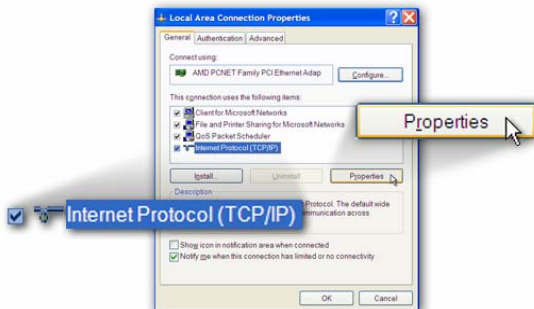 Local Area Connection Properties
General Authentication Advanced
Connect using:
AMD PCNET Family PCI Ethernet Adap
Configure...
This connection uses the following items:
Client for Microsoft Networks
File and Printer Sharing for Microsoft Networks
QoS Packet Scheduler
Internet Protocol (TCP/IP)
Properties
Install... Uninstall Properties
Description
Protocol. The default wide
communication across
Internet Protocol (TCP/IP)
Show icon in notification area when connected
Notify me when this connection has limited or no connectivity
OK Cancel